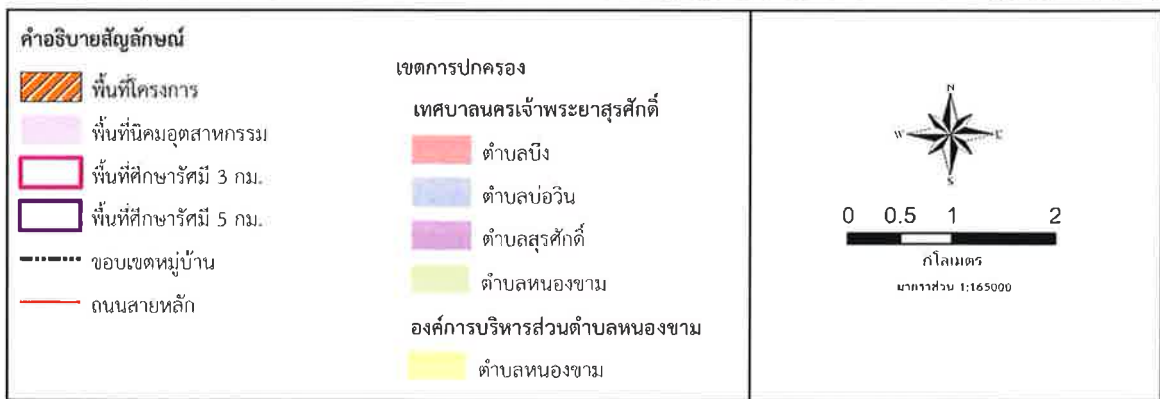 คำอธิบายสัญลักษณ์
พื้นที่โครงการ
พื้นที่นิคมอุตสาหกรรม
พื้นที่ศึกษารัศมี 3 กม.
พื้นที่ศึกษารัศมี 5 กม.
ขอบเขตหมู่บ้าน
ถนนสายหลัก
เขตการปกครอง
เทศบาลนครเจ้าพระยาสุรศักดิ์
ตำบลบึง
ตำบลบ่อวิน
ตำบลสุรศักดิ์
ตำบลหนองขาม
องค์การบริหารส่วนตำบลหนองขาม
ตำบลหนองขาม
N
W E
S
0 0.5 1 2
กิโลเมตร
มาตราส่วน 1:165000